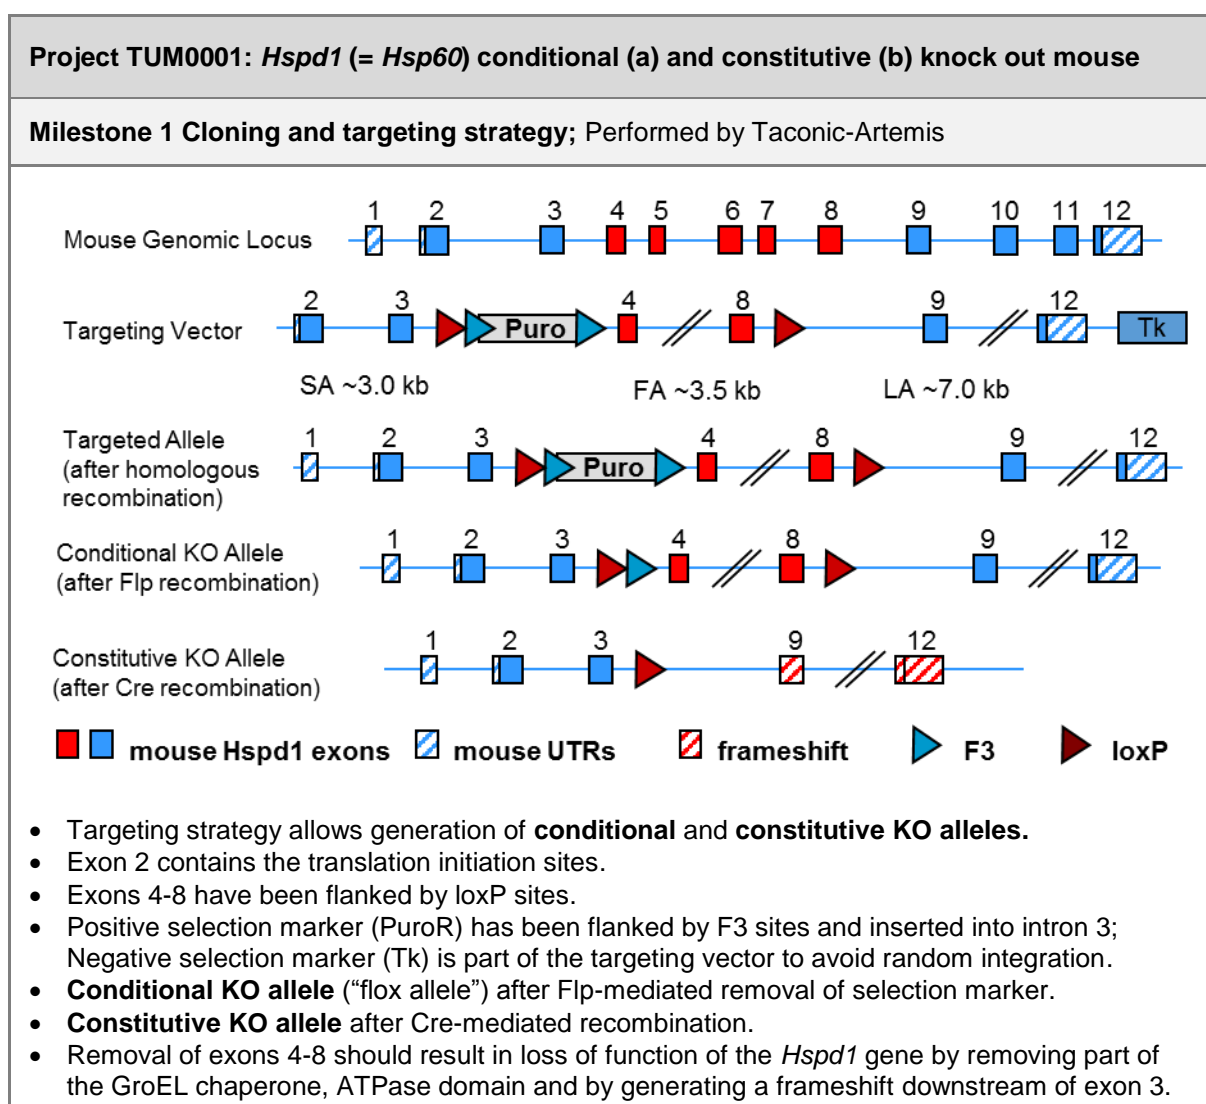 Project TUM0001: Hspd1 (= Hsp60) conditional (a) and constitutive (b) knock out mouse
Milestone 1 Cloning and targeting strategy; Performed by Taconic-Artemis
1 2 3 4 5 6 7 8 9 10 11 12
Mouse Genomic Locus
2 3 4 8 9 12
Targeting Vector Puro Tk
SA ~3.0 kb FA ~3.5 kb LA ~7.0 kb
1 2 3 4 8 9 12
Targeted Allele
(after homologous Puro
recombination)
1 2 3 4 8 9 12
Conditional KO Allele
(after Flp recombination)
1 2 3 9 12
Constitutive KO Allele
(after Cre recombination)
mouse Hspd1 exons mouse UTRs frameshift F3 loxP
• Targeting strategy allows generation of conditional and constitutive KO alleles.
• Exon 2 contains the translation initiation sites.
• Exons 4-8 have been flanked by loxP sites.
• Positive selection marker (PuroR) has been flanked by F3 sites and inserted into intron 3;
Negative selection marker (Tk) is part of the targeting vector to avoid random integration.
• Conditional KO allele (“flox allele”) after Flp-mediated removal of selection marker.
• Constitutive KO allele after Cre-mediated recombination.
• Removal of exons 4-8 should result in loss of function of the Hspd1 gene by removing part of
the GroEL chaperone, ATPase domain and by generating a frameshift downstream of exon 3.